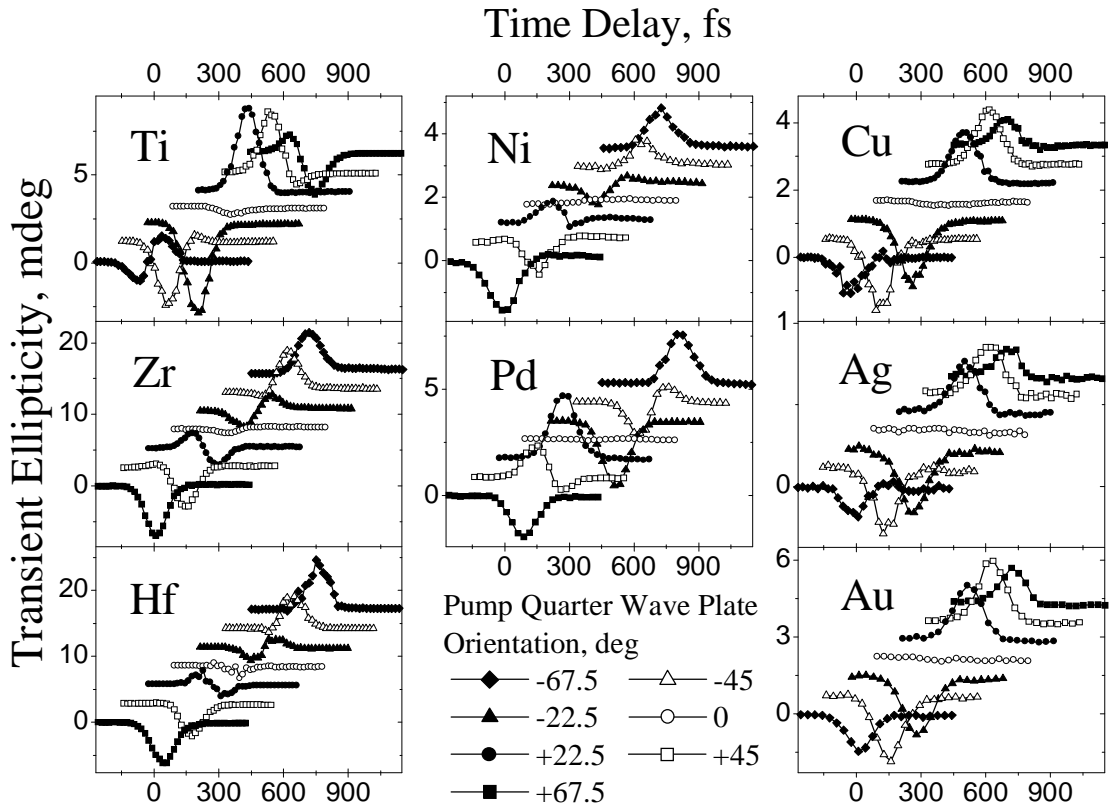 Time Delay, fs
0 300 600 900 0 300 600 900 0 300 600 900
Transient Ellipticity, mdeg
Ti
5
0
Ni
4
2
0
Cu
4
2
0
Zr
20
10
0
Pd
5
0
Ag
1
0
Hf
20
10
0
Au
6
3
0
0 300 600 900
Pump Quarter Wave Plate
Orientation, deg
-67.5 -45
-22.5 0
+22.5 +45
+67.5
0 300 600 900 0 300 600 900